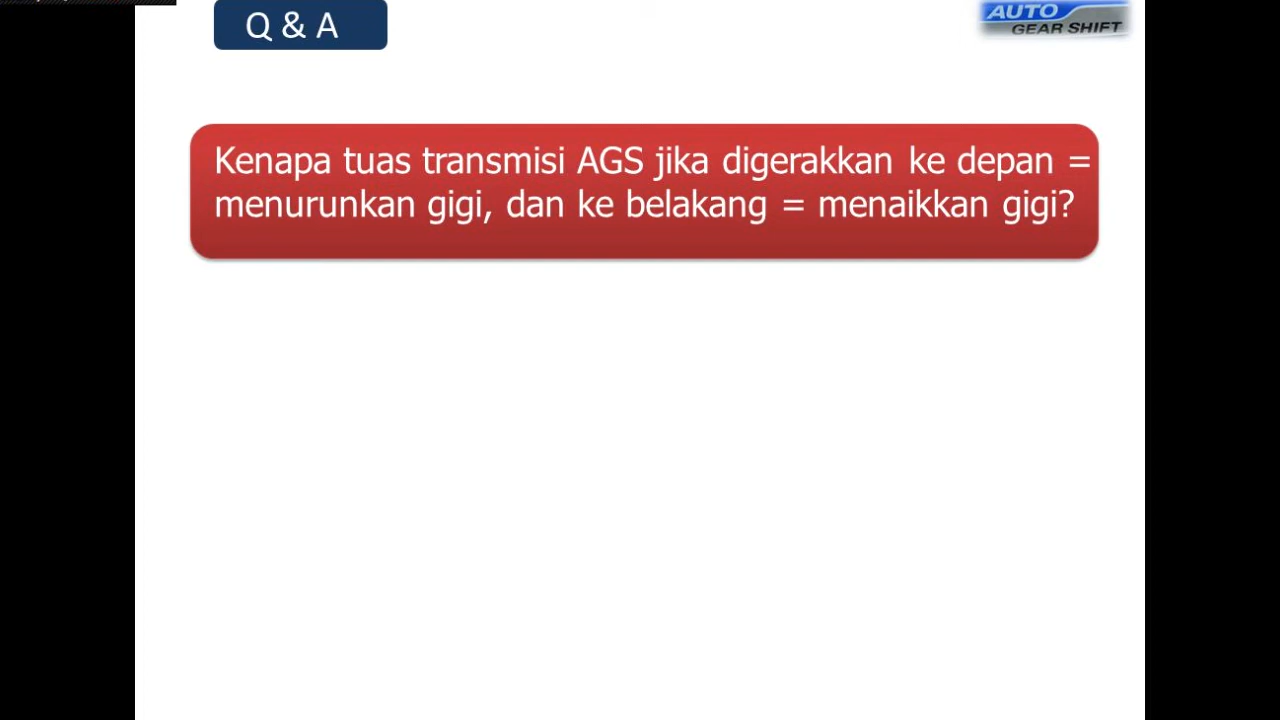 Q & A
AUTO
GEAR SHIFT
Kenapa tuas transmisi AGS jika digerakkan ke depan =
menurunkan gigi, dan ke belakang = menaikkan gigi?